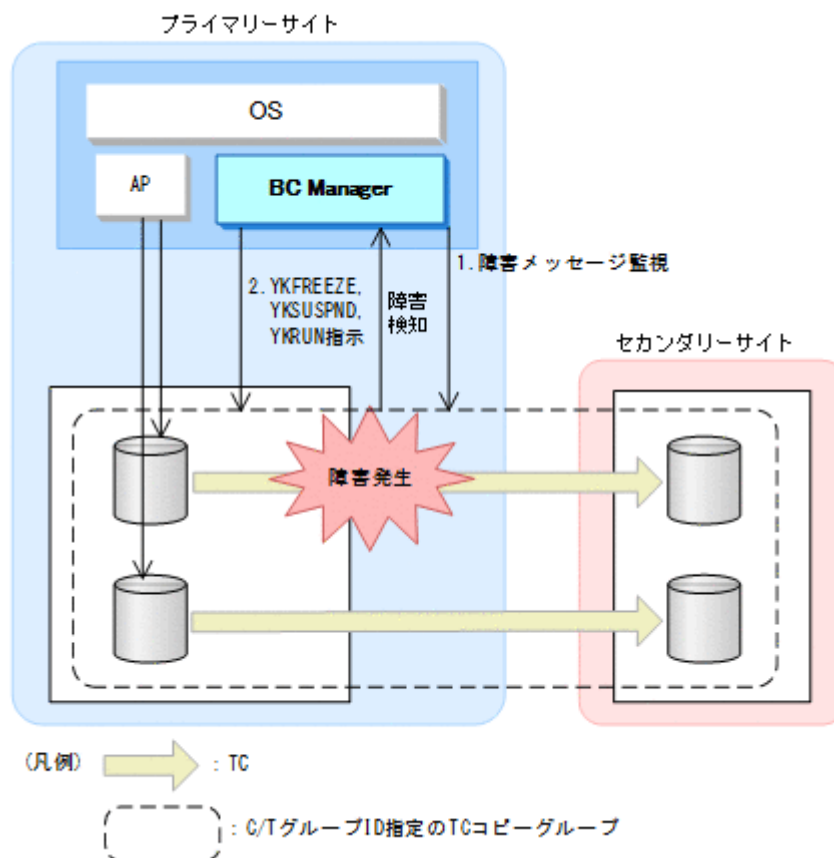 プライマリーサイト
OS
AP
BC Manager
1.障害メッセージ監視
2.YKFREEZE,
YKSUSPND,
YKRUN指示
障害
検知
セカンダリーサイト
障害発生
(凡例)
: TC
: C/TグループID指定のTCコピーグループ